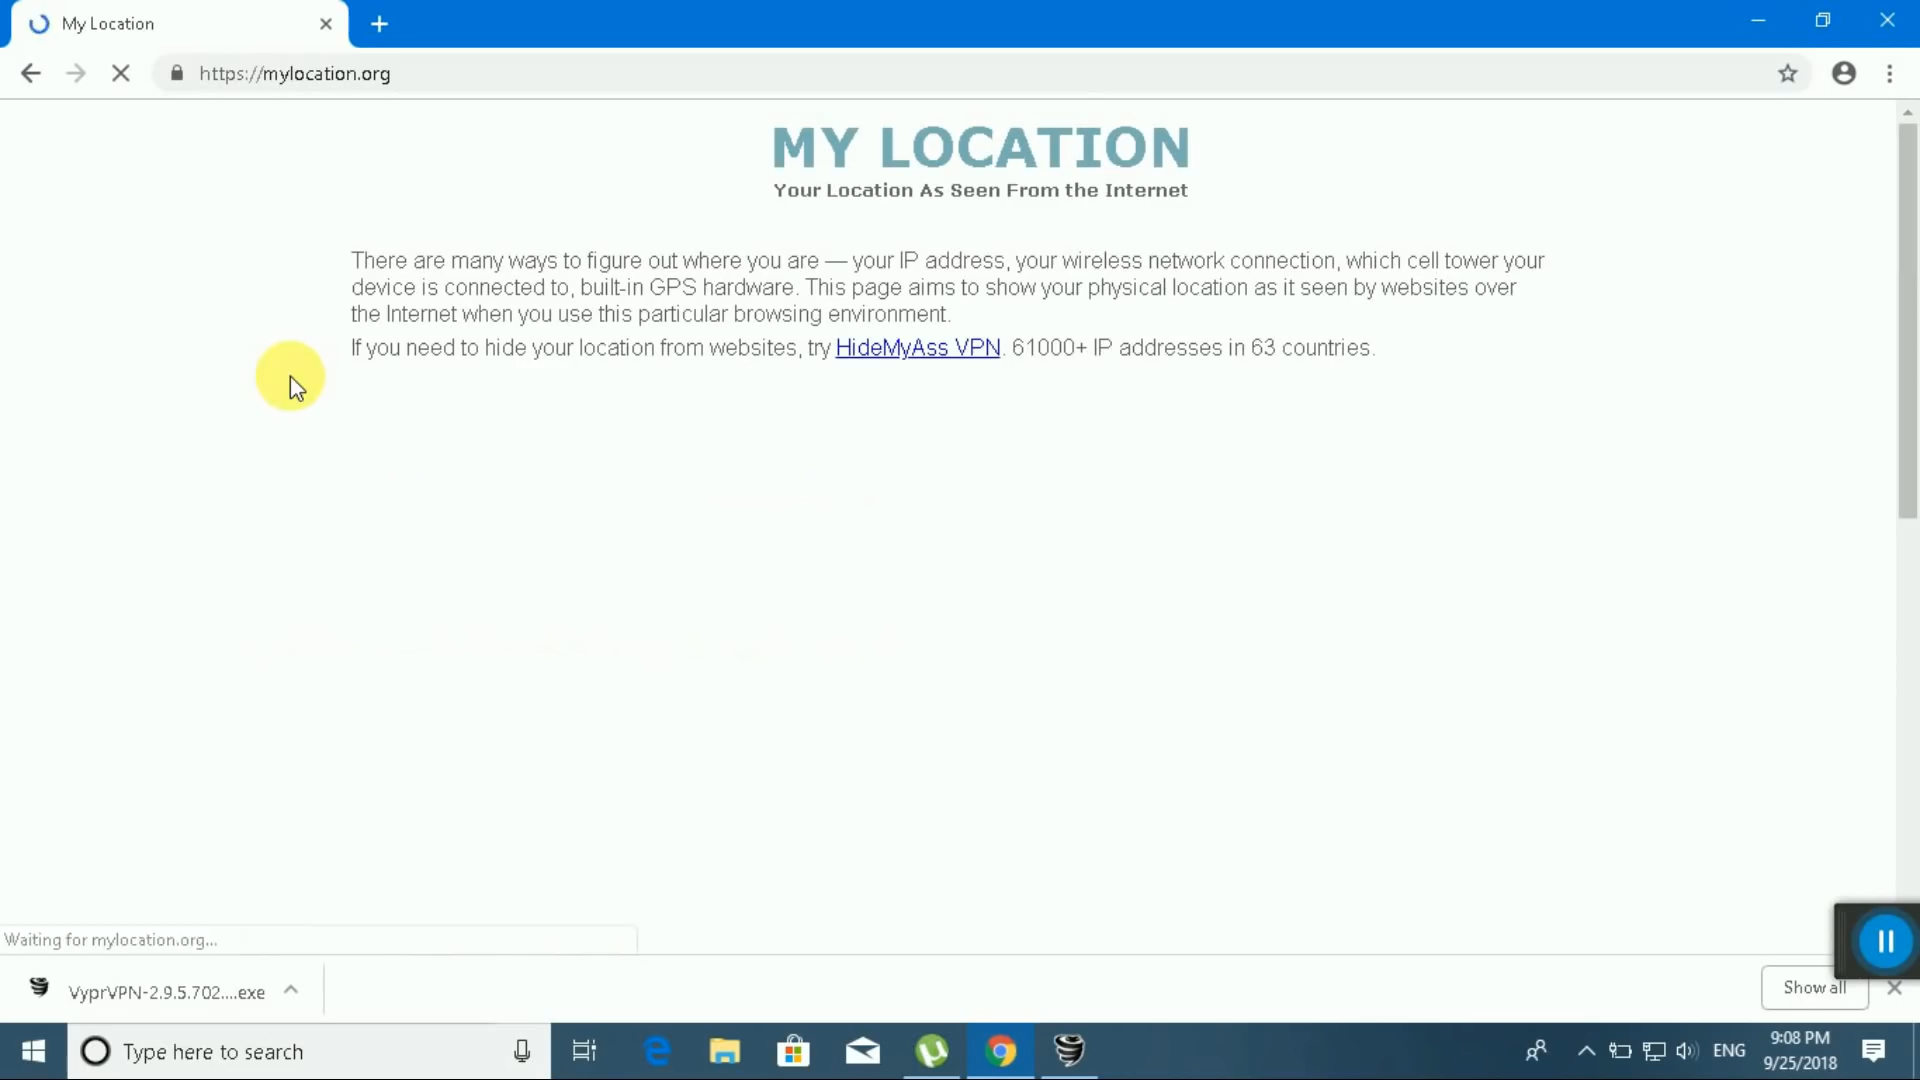 My Location
https://mylocation.org
MY LOCATION
Your Location As Seen From the Internet
There are many ways to figure out where you are — your IP address, your wireless network connection, which cell tower your
device is connected to, built-in GPS hardware. This page aims to show your physical location as it seen by websites over
the Internet when you use this particular browsing environment.
If you need to hide your location from websites, try HideMyAss VPN. 61000+ IP addresses in 63 countries.
Waiting for mylocation.org...
VyprVPN-2.9.5.702....exe
Show all
Type here to search
ENG
9:08 PM
9/25/2018